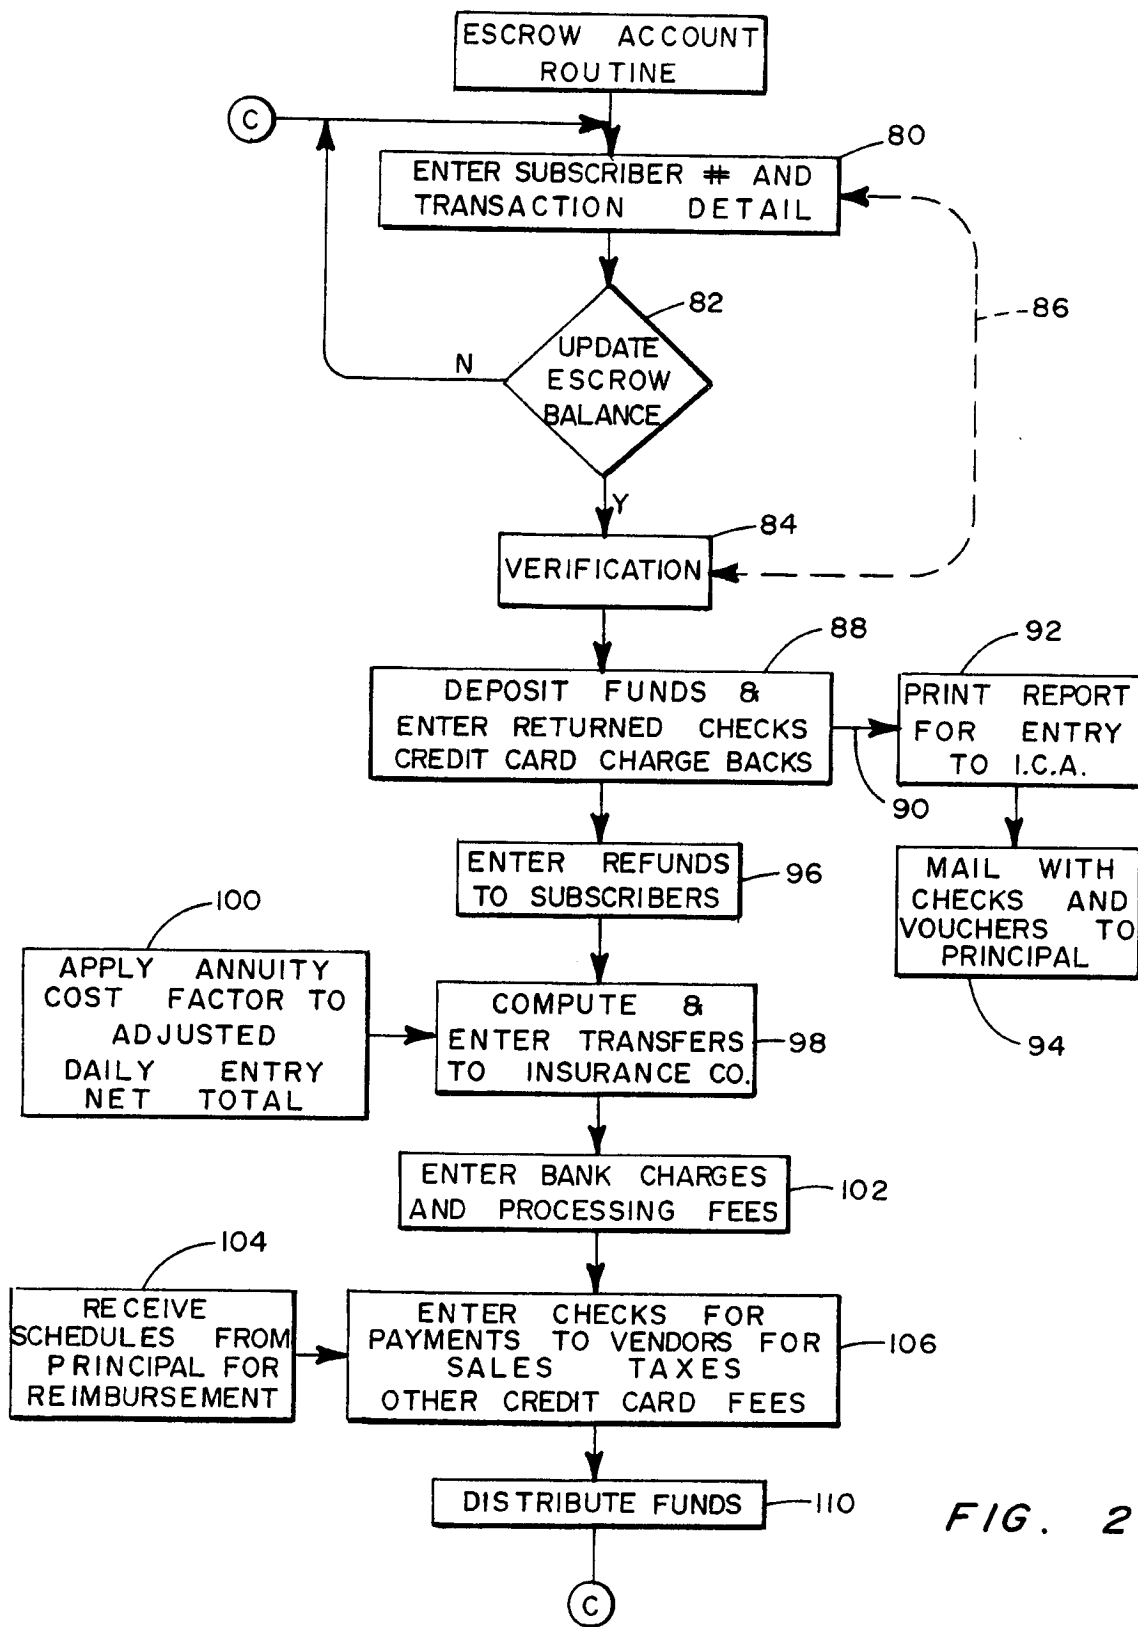 ESCROW ACCOUNT
ROUTINE
C
80
ENTER SUBSCRIBER # AND
TRANSACTION DETAIL
82
UPDATE
ESCROW
BALANCE
N
86
Y
84
VERIFICATION
88
DEPOSIT FUNDS &
ENTER RETURNED CHECKS
CREDIT CARD CHARGE BACKS
90
92
PRINT REPORT
FOR ENTRY
TO I.C.A.
MAIL WITH
CHECKS AND
VOUCHERS TO
PRINCIPAL
94
ENTER REFUNDS
TO SUBSCRIBERS
96
100
APPLY ANNUITY
COST FACTOR TO
ADJUSTED
DAILY ENTRY
NET TOTAL
COMPUTE &
ENTER TRANSFERS
TO INSURANCE CO.
98
ENTER BANK CHARGES
AND PROCESSING FEES
102
104
RECEIVE
SCHEDULES FROM
PRINCIPAL FOR
REIMBURSEMENT
ENTER CHECKS FOR
PAYMENTS TO VENDORS FOR
SALES TAXES
OTHER CREDIT CARD FEES
106
DISTRIBUTE FUNDS
110
FIG. 2
C